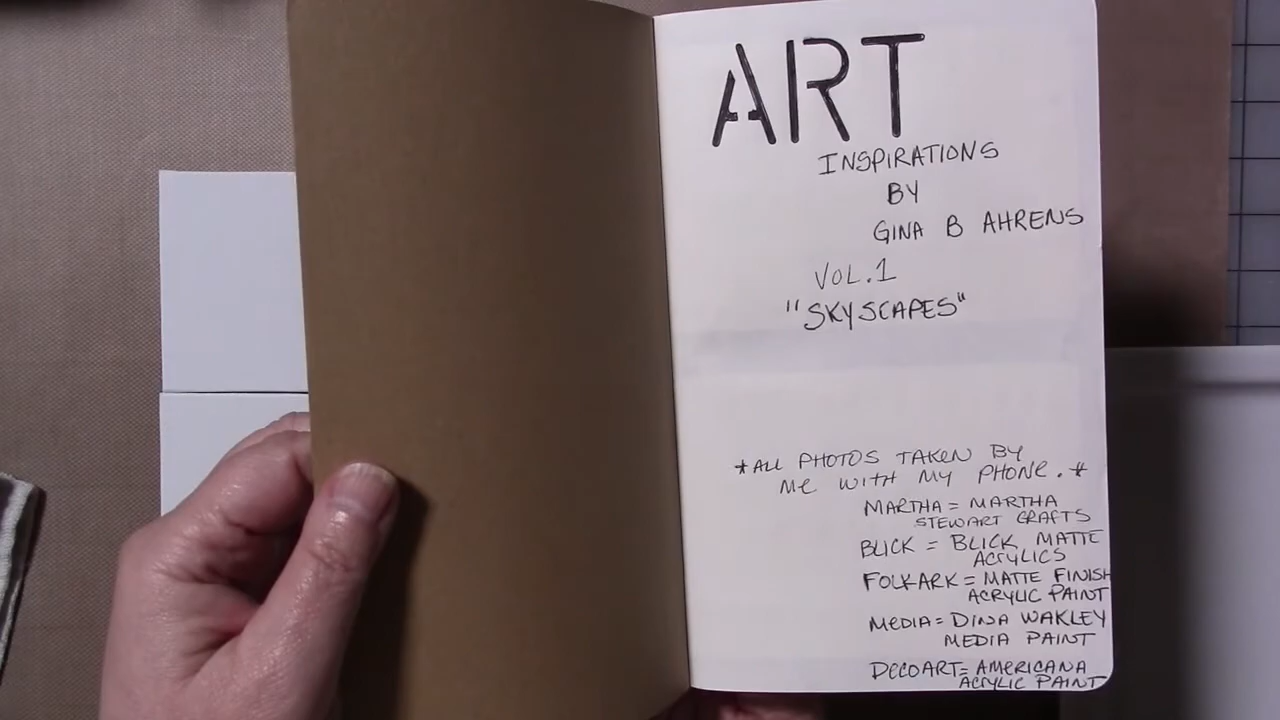 ART
INSPIRATIONS
BY
GINA B AHRENS
VOL.1
"SKYSCAPES"
*ALL PHOTOS TAKEN BY
ME WITH MY PHONE.*
MARTHA = MARTHA
STEWART CRAFTS
BLICK = BLICK MATTE
ACRYLICS
FOLKARK = MATTE FINISH
ACRYLIC PAINT
MEDIA = DINA WAKLEY
MEDIA PAINT
DECOART = AMERICANA
ACRYLIC PAINT